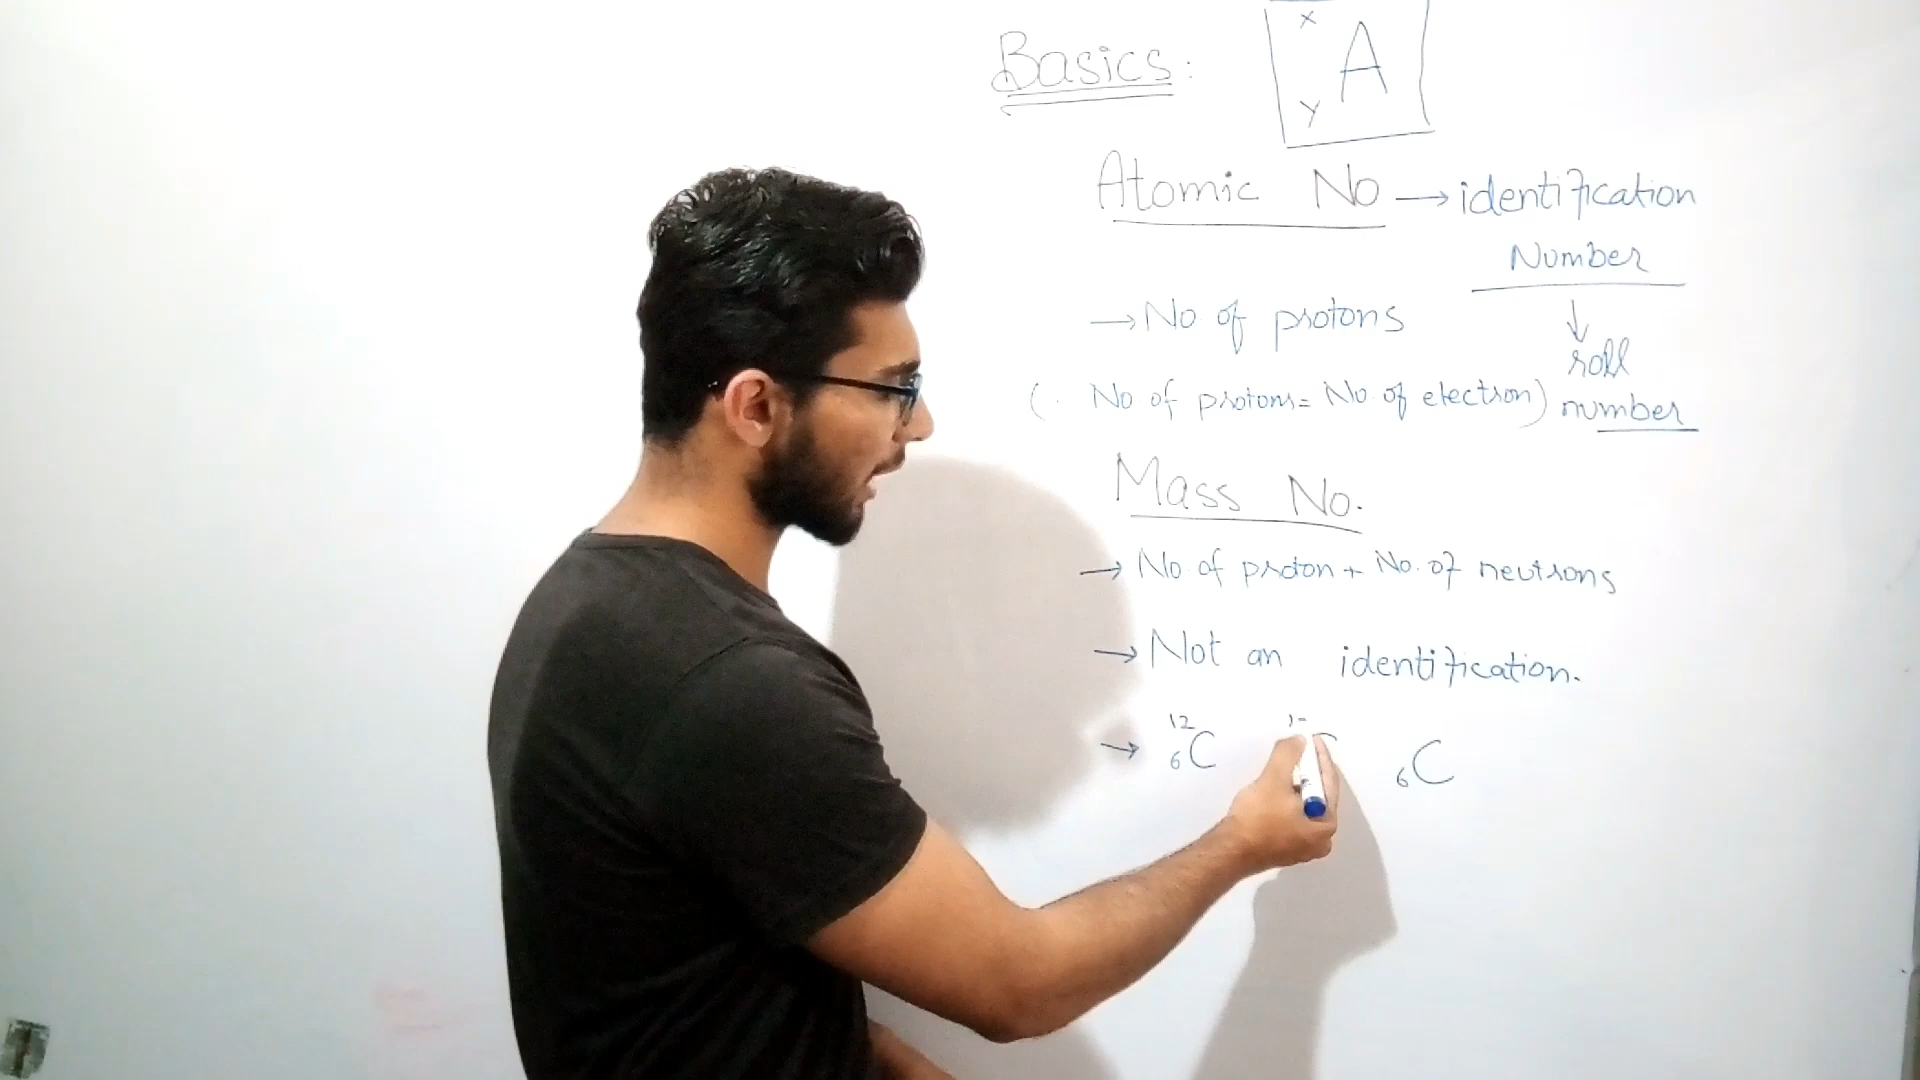 Basics:
x
A
y
Atomic No → identification
Number
↓
→ No of protons
roll
(. No of protons = No. of electron) number
Mass No.
→ No of proton + No. of neutrons
→ Not an identification.
→ 12 6 C 6 C